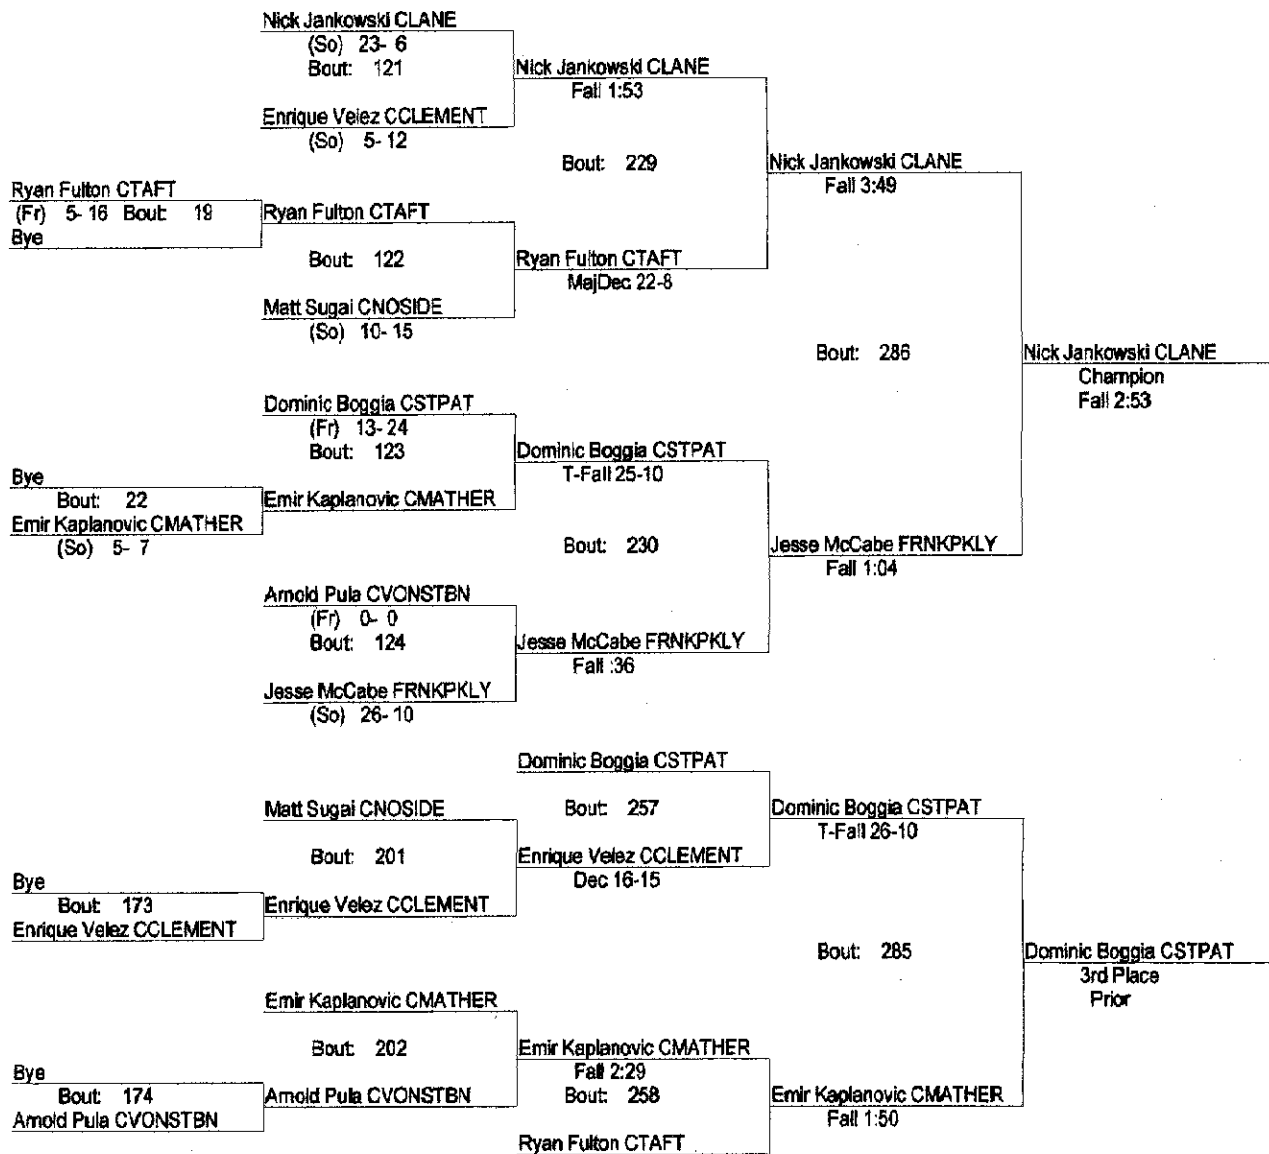 Nick Jankowski CLANE
(So) 23- 6
Bout: 121
Nick Jankowski CLANE
Fall 1:53
Enrique Velez CCLEMENT
(So) 5- 12
Bout: 229
Nick Jankowski CLANE
Fall 3:49
Ryan Fulton CTAFT
(Fr) 5- 16 Bout: 19
Bye
Ryan Fulton CTAFT
Bout: 122
Ryan Fulton CTAFT
MajDec 22-8
Matt Sugai CNOSIDE
(So) 10- 15
Bout: 286
Nick Jankowski CLANE
Champion
Fall 2:53
Dominic Boggia CSTPAT
(Fr) 13- 24
Bout: 123
Dominic Boggia CSTPAT
T-Fall 25-10
Bye
Bout: 22
Emir Kaplanovic CMATHER
(So) 5- 7
Emir Kaplanovic CMATHER
Bout: 230
Jesse McCabe FRNKPKLY
Fall 1:04
Arnold Pula CVONSTBN
(Fr) 0- 0
Bout: 124
Jesse McCabe FRNKPKLY
Fall :36
Jesse McCabe FRNKPKLY
(So) 26- 10
Dominic Boggia CSTPAT
Bout: 257
Dominic Boggia CSTPAT
T-Fall 26-10
Matt Sugai CNOSIDE
Bout: 201
Enrique Velez CCLEMENT
Dec 16-15
Bye
Bout: 173
Enrique Velez CCLEMENT
Enrique Velez CCLEMENT
Bout: 285
Dominic Boggia CSTPAT
3rd Place
Prior
Emir Kaplanovic CMATHER
Bout: 202
Emir Kaplanovic CMATHER
Fall 2:29
Bout: 258
Bye
Bout: 174
Arnold Pula CVONSTBN
Arnold Pula CVONSTBN
Emir Kaplanovic CMATHER
Fall 1:50
Ryan Fulton CTAFT